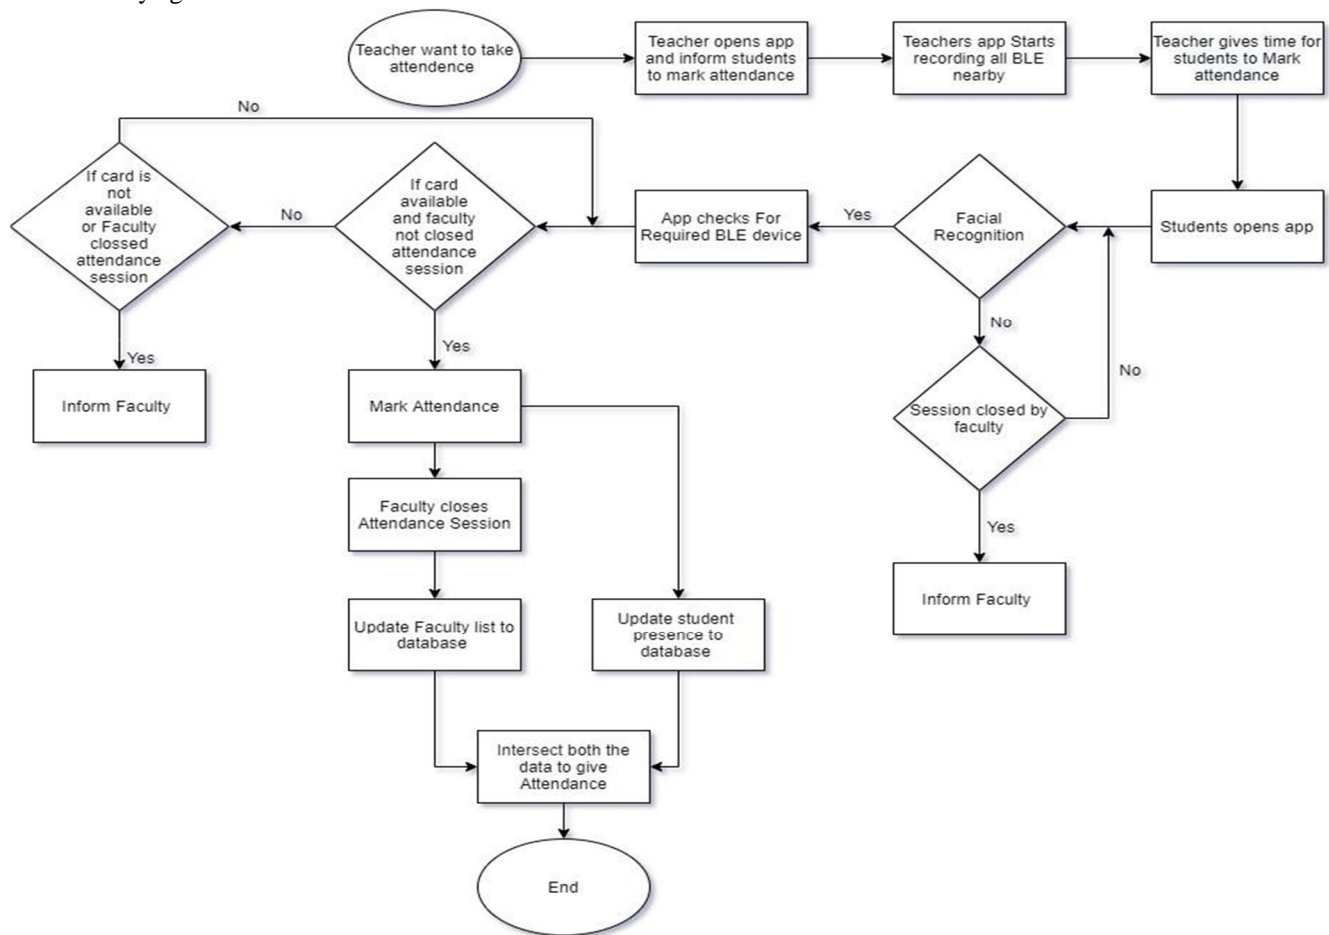 Teacher want to take
attendence
Teacher opens app
and inform students
to mark attendance
Teachers app Starts
recording all BLE
nearby
Teacher gives time for
students to Mark
attendance
No
If card is
not
available
or Faculty
clossed
attendance
session
No
If card
available
and faculty
not closed
attendance
session
App checks For
Required BLE device
Yes
Facial
Recognition
Students opens app
Yes
Yes
No
No
Inform Faculty
Mark Attendance
Session closed by
faculty
Faculty closes
Attendance Session
Yes
Update Faculty list to
database
Update student
presence to
database
Inform Faculty
Intersect both the
data to give
Attendance
End